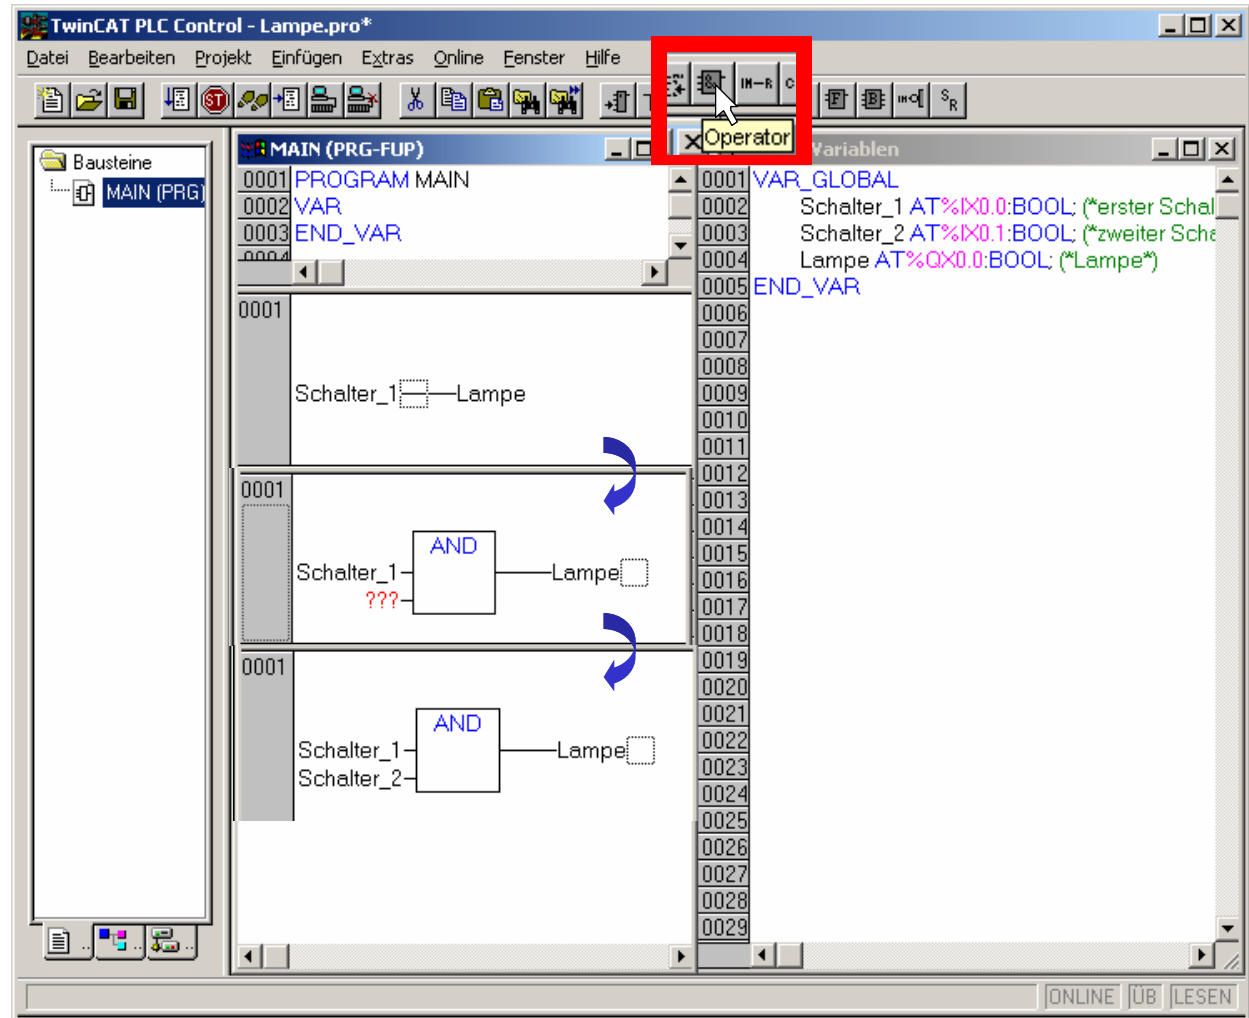 TwinCAT PLC Control - Lampe.pro*
Datei Bearbeiten Projekt Einfügen Extras Online Fenster Hilfe
Operator
Bausteine
MAIN (PRG)
MAIN (PRG-FUP)
0001 PROGRAM MAIN
0002 VAR
0003 END_VAR
0004
0001
Schalter_1 Lampe
0001
AND
Schalter_1 Lampe
???
0001
AND
Schalter_1 Lampe
Schalter_2
Variablen
0001 VAR_GLOBAL
0002 Schalter_1 AT%IX0.0:BOOL; (*erster Schal
0003 Schalter_2 AT%IX0.1:BOOL; (*zweiter Scha
0004 Lampe AT%QX0.0:BOOL; (*Lampe*)
0005 END_VAR
0006
0007
0008
0009
0010
0011
0012
0013
0014
0015
0016
0017
0018
0019
0020
0021
0022
0023
0024
0025
0026
0027
0028
0029
ONLINE ÜB LESEN